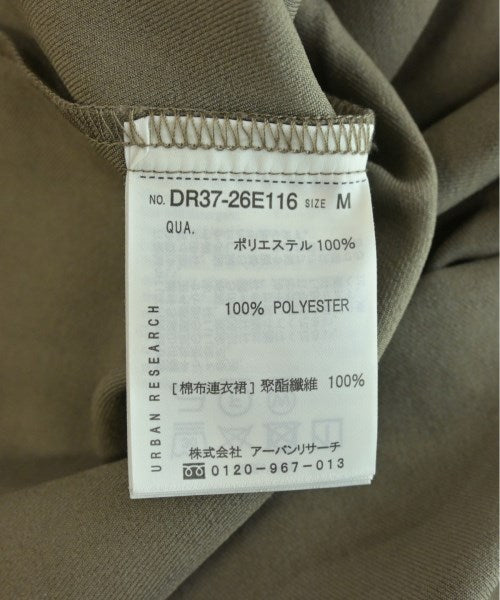 NO. DR37-26E116 SIZE M
QUA.
ポリエステル 100%
100% POLYESTER
[棉布連衣裙] 聚酯纖維 100%
株式会社 アーバンリサーチ
0120-967-013
URBAN RESEARCH